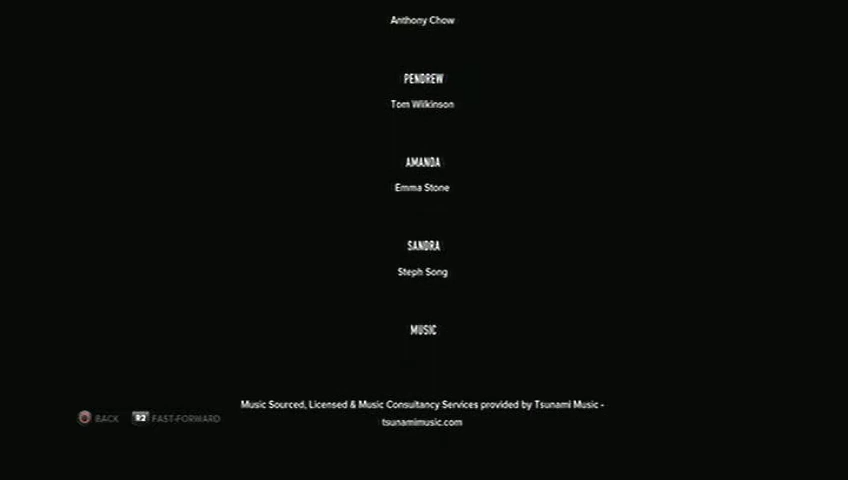 Anthony Chow
PENDREW
Tom Wilkinson
AMANDA
Emma Stone
SANDRA
Steph Song
MUSIC
Music Sourced, Licensed & Music Consultancy Services provided by Tsunami Music -
tsunamimusic.com
BACK R2 FAST-FORWARD